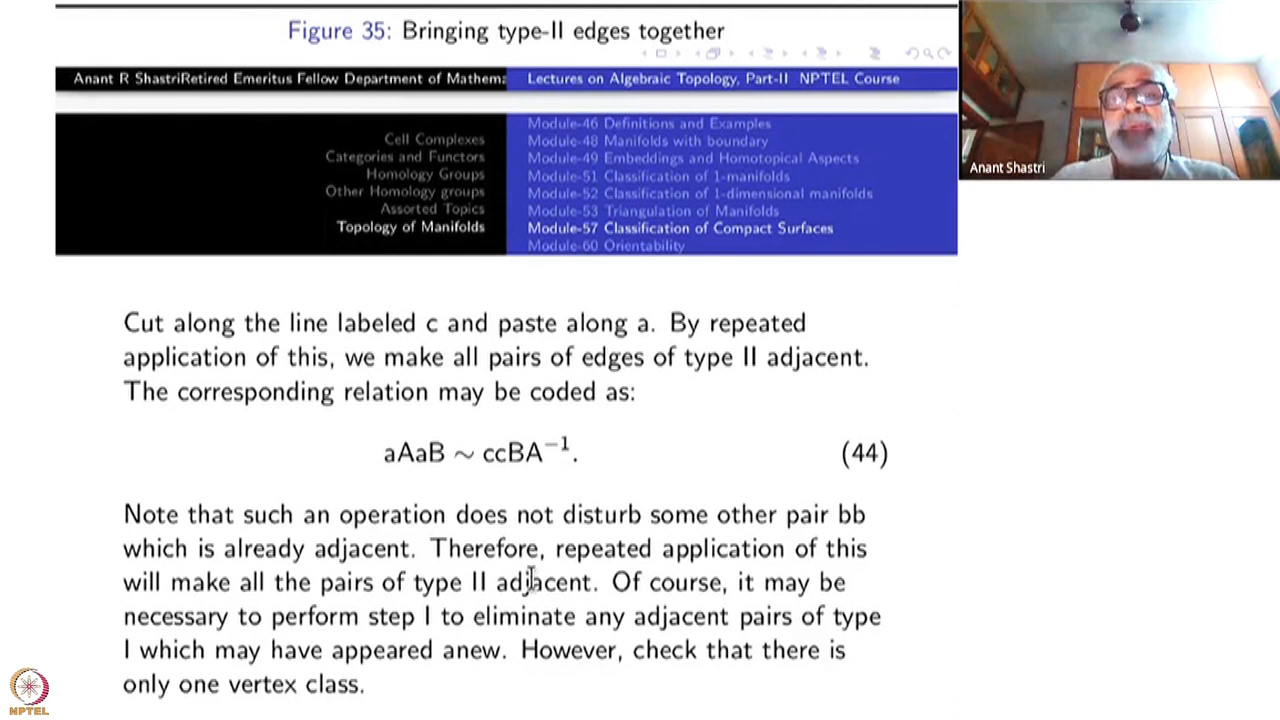 Figure 35: Bringing type-II edges together
Anant R ShastriRetired Emeritus Fellow Department of Mathema
Lectures on Algebraic Topology, Part-II NPTEL Course
Cell Complexes
Categories and Functors
Homology Groups
Other Homology groups
Assorted Topics
Topology of Manifolds
Module-46 Definitions and Examples
Module-48 Manifolds with boundary
Module-49 Embeddings and Homotopical Aspects
Module-51 Classification of 1-manifolds
Module-52 Classification of 1-dimensional manifolds
Module-53 Triangulation of Manifolds
Module-57 Classification of Compact Surfaces
Module-60 Orientability
Anant Shastri
Cut along the line labeled c and paste along a. By repeated
application of this, we make all pairs of edges of type II adjacent.
The corresponding relation may be coded as:
aAaB ∼ ccBA⁻¹. (44)
Note that such an operation does not disturb some other pair bb
which is already adjacent. Therefore, repeated application of this
will make all the pairs of type II adjacent. Of course, it may be
necessary to perform step I to eliminate any adjacent pairs of type
I which may have appeared anew. However, check that there is
only one vertex class.
NPTEL